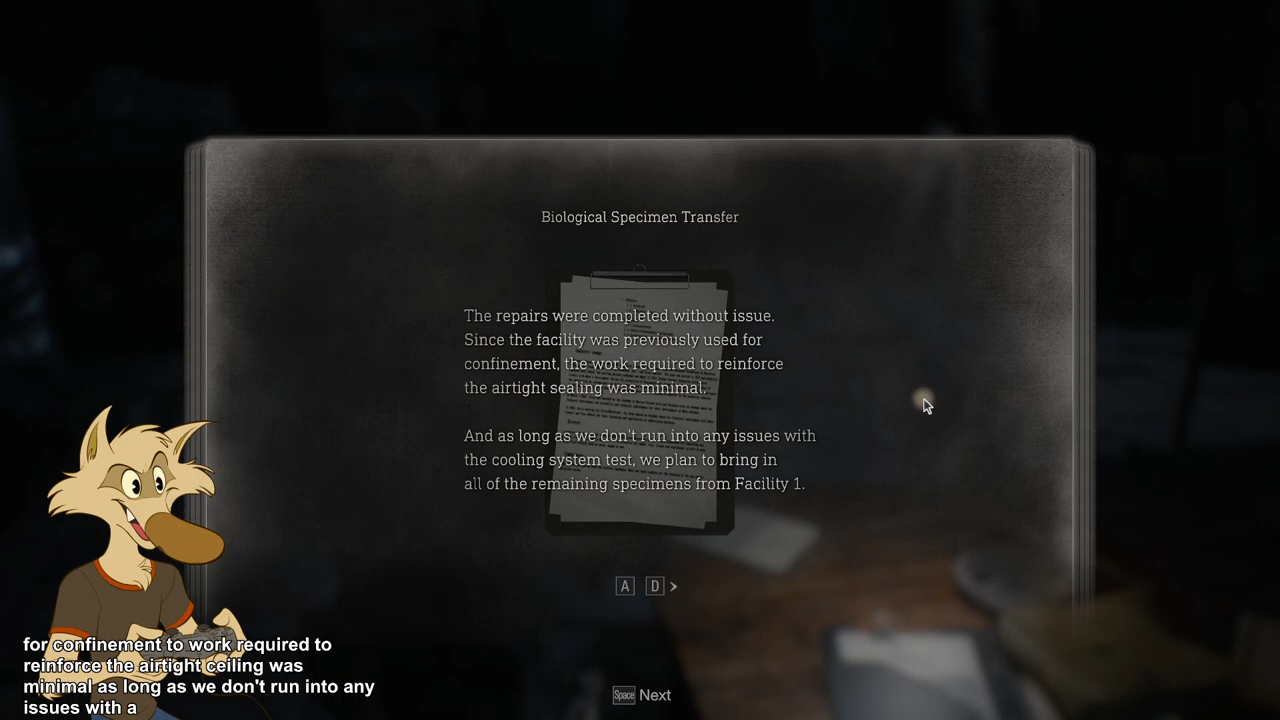 Biological Specimen Transfer
The repairs were completed without issue.
Since the facility was previously used for
confinement, the work required to reinforce
the airtight sealing was minimal.
And as long as we don't run into any issues with
the cooling system test, we plan to bring in
all of the remaining specimens from Facility 1.
A D >
Space Next
for confinement to work required to
reinforce the airtight ceiling was
minimal as long as we don't run into any
issues with a